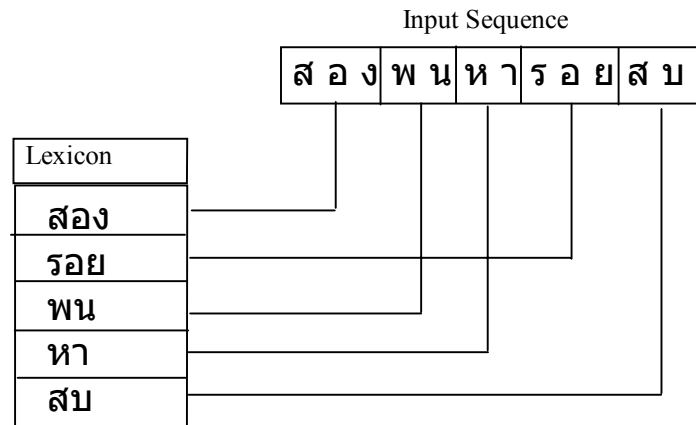 Input Sequence
ส อ ง พ น ห า ร อ ย ส บ
Lexicon
สอง
รอย
พน
หา
สบ